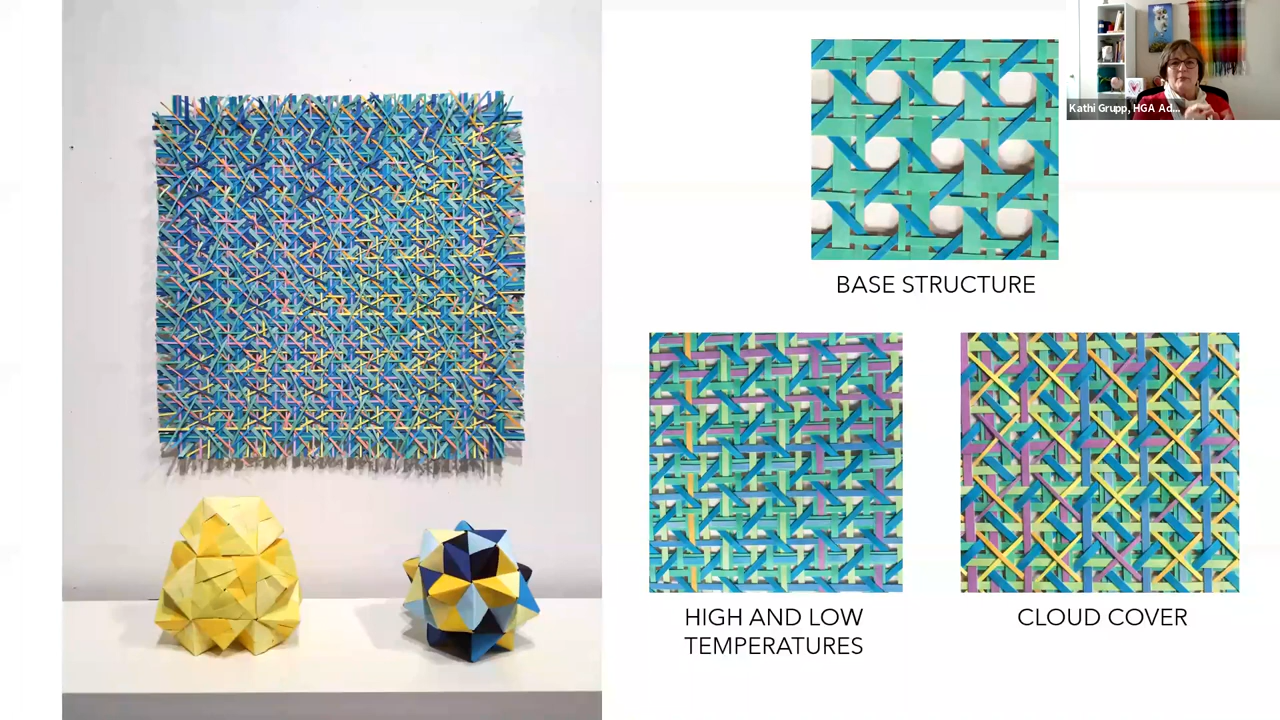 Kathi Grupp, HGA Ad...
BASE STRUCTURE
HIGH AND LOW
TEMPERATURES
CLOUD COVER